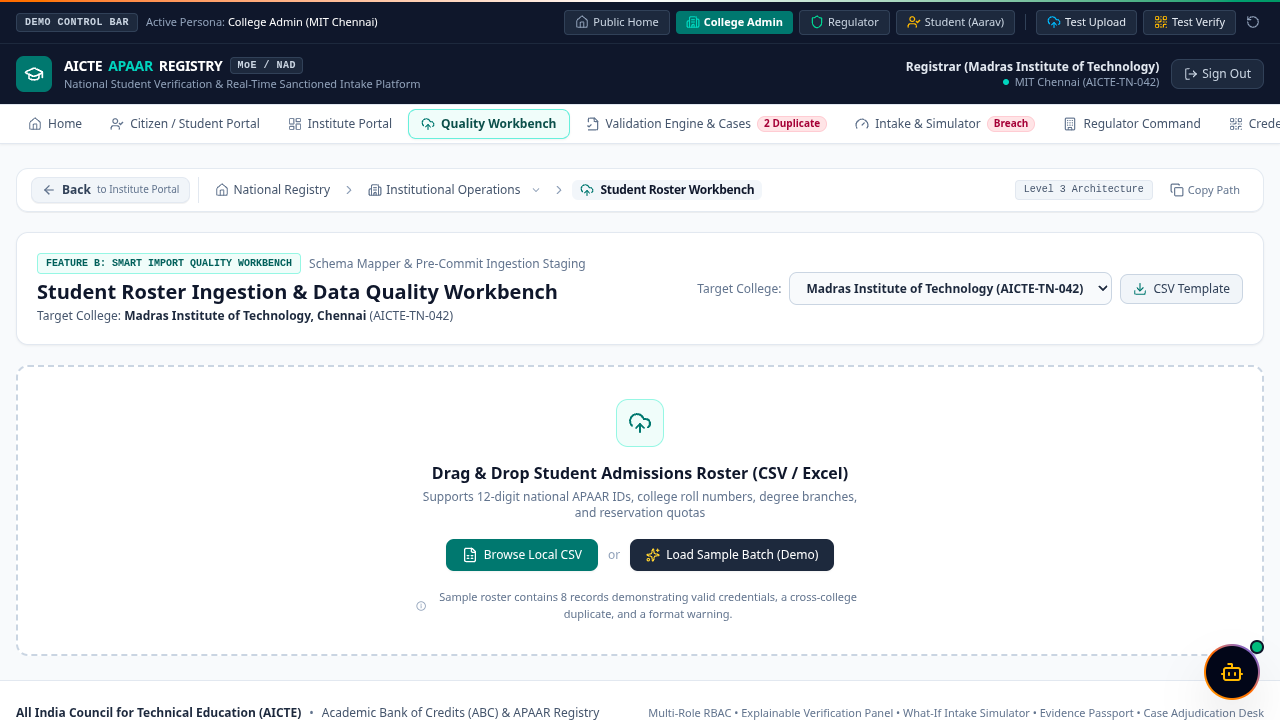 DEMO CONTROL BAR Active Persona: College Admin (MIT Chennai) Public Home College Admin Regulator Student (Aarav) Test Upload Test Verify
AICTE APAAR REGISTRY MoE / NAD
National Student Verification & Real-Time Sanctioned Intake Platform
Registrar (Madras Institute of Technology)
MIT Chennai (AICTE-TN-042)
Sign Out
Home Citizen / Student Portal Institute Portal Quality Workbench Validation Engine & Cases 2 Duplicate Intake & Simulator Breach Regulator Command Crede
Back to Institute Portal National Registry Institutional Operations Student Roster Workbench Level 3 Architecture Copy Path
FEATURE B: SMART IMPORT QUALITY WORKBENCH Schema Mapper & Pre-Commit Ingestion Staging
Student Roster Ingestion & Data Quality Workbench
Target College: Madras Institute of Technology, Chennai (AICTE-TN-042)
Target College: Madras Institute of Technology (AICTE-TN-042) CSV Template
Drag & Drop Student Admissions Roster (CSV / Excel)
Supports 12-digit national APAAR IDs, college roll numbers, degree branches,
and reservation quotas
Browse Local CSV or Load Sample Batch (Demo)
Sample roster contains 8 records demonstrating valid credentials, a cross-college
duplicate, and a format warning.
All India Council for Technical Education (AICTE) • Academic Bank of Credits (ABC) & APAAR Registry
Multi-Role RBAC • Explainable Verification Panel • What-If Intake Simulator • Evidence Passport • Case Adjudication Desk